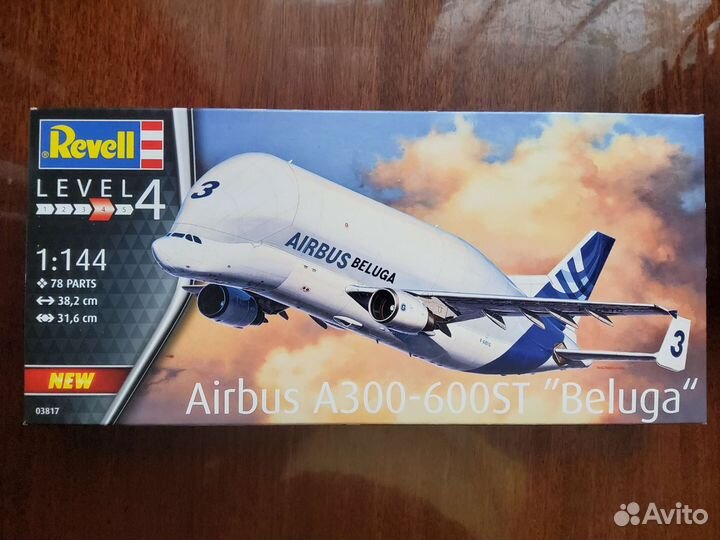 Revell
LEVEL 4
1 2 3 4 5
1:144
78 PARTS
38,2 cm
31,6 cm
NEW
03817
3
AIRBUS BELUGA
3
Airbus A300-600ST "Beluga"
Avito